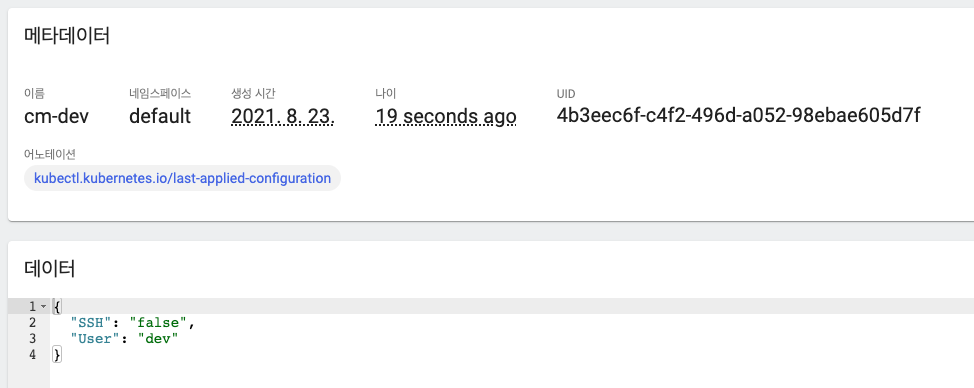 메타데이터
이름 네임스페이스 생성 시간 나이 UID
cm-dev default 2021. 8. 23. 19 seconds ago 4b3eec6f-c4f2-496d-a052-98ebae605d7f
어노테이션
kubectl.kubernetes.io/last-applied-configuration
데이터
1 {
2 "SSH": "false",
3 "User": "dev"
4 }